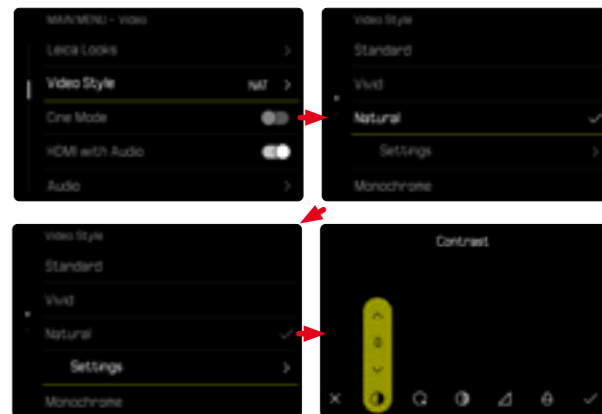 MAIN MENU - Video
Leica Looks
Video Style NAT
Cine Mode
HDMI with Audio
Audio
Video Style
Standard
Vivid
Natural
Settings
Monochrome
Video Style
Standard
Vivid
Natural
Settings
Monochrome
Contrast
0